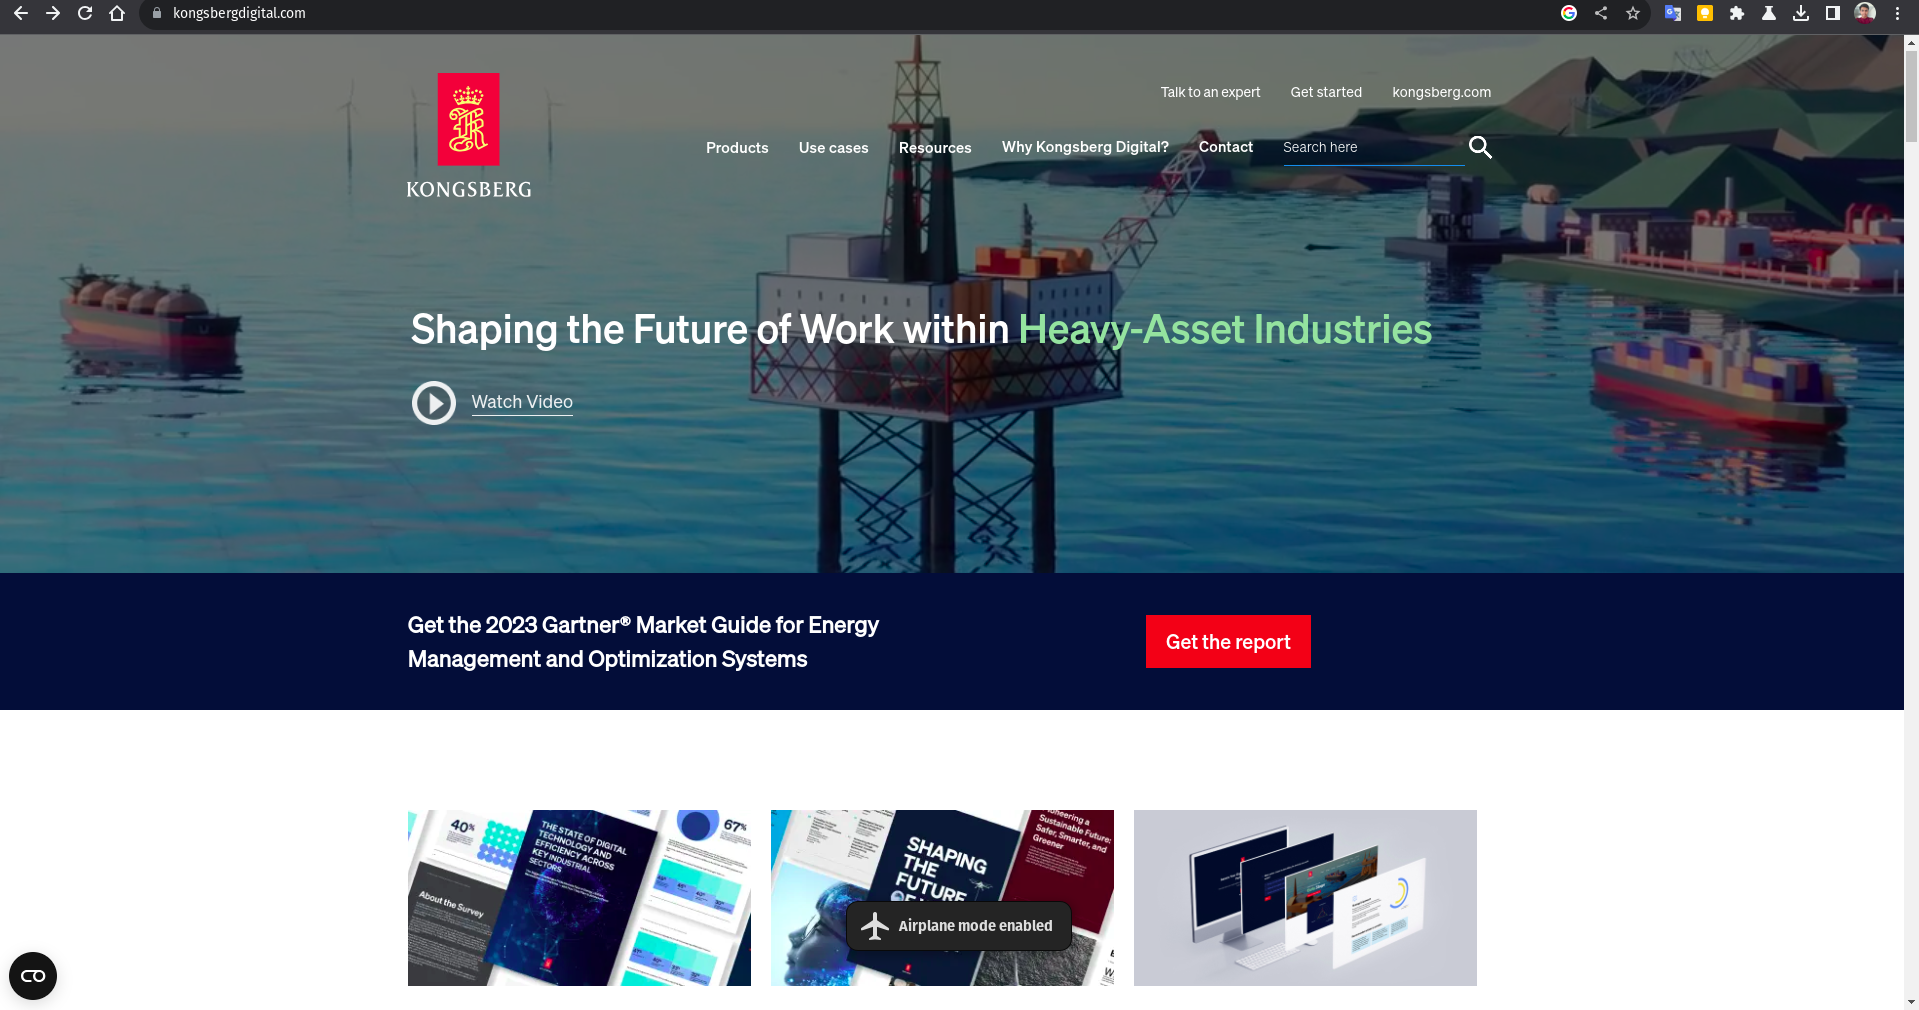 kongsbergdigital.com
Talk to an expert Get started kongsberg.com
Products Use cases Resources Why Kongsberg Digital? Contact Search here
KONGSBERG
Shaping the Future of Work within Heavy-Asset Industries
Watch Video
Get the 2023 Gartner® Market Guide for Energy
Management and Optimization Systems
Get the report
40%
THE STATE OF DIGITAL
TECHNOLOGY AND
EFFICIENCY ACROSS
KEY INDUSTRIAL
SECTORS
67%
About the Survey
SHAPING
THE
FUTURE
Sustainable Future:
Safer, Smarter, and
Greener
Airplane mode enabled